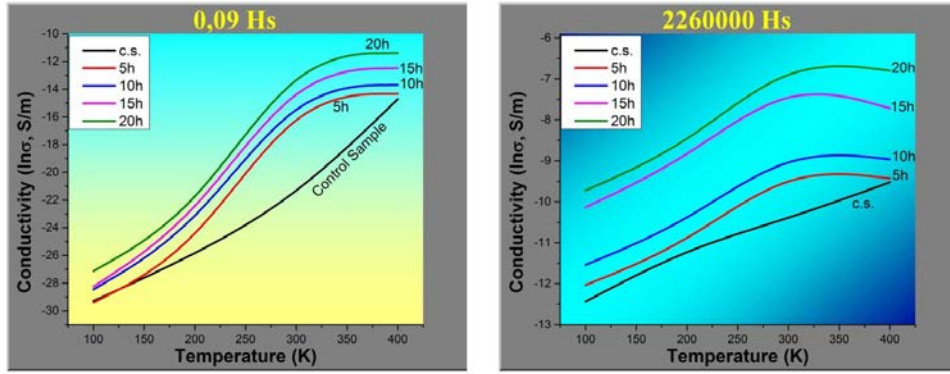 0,09 Hs
Conductivity (lnσ, S/m)
-10
-12
-14
-16
-18
-20
-22
-24
-26
-28
-30
c.s.
5h
10h
15h
20h
20h
15h
10h
5h
Control Sample
100 150 200 250 300 350 400
Temperature (K)
2260000 Hs
Conductivity (lnσ, S/m)
-6
-7
-8
-9
-10
-11
-12
-13
c.s.
5h
10h
15h
20h
20h
15h
10h
5h
c.s.
100 150 200 250 300 350 400
Temperature (K)